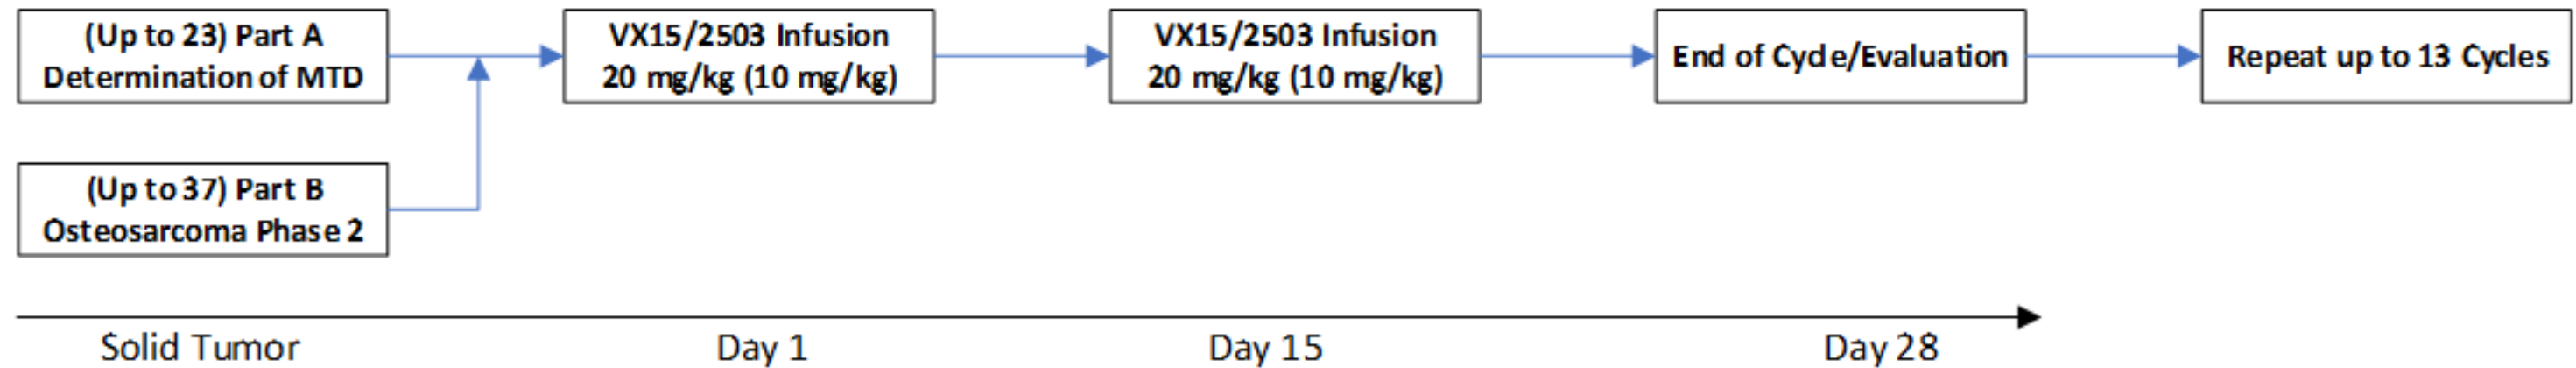 (Up to 23) Part A
Determination of MTD
VX15/2503 Infusion
20 mg/kg (10 mg/kg)
VX15/2503 Infusion
20 mg/kg (10 mg/kg)
End of Cycle/Evaluation
Repeat up to 13 Cycles
(Up to 37) Part B
Osteosarcoma Phase 2
Solid Tumor
Day 1
Day 15
Day 28